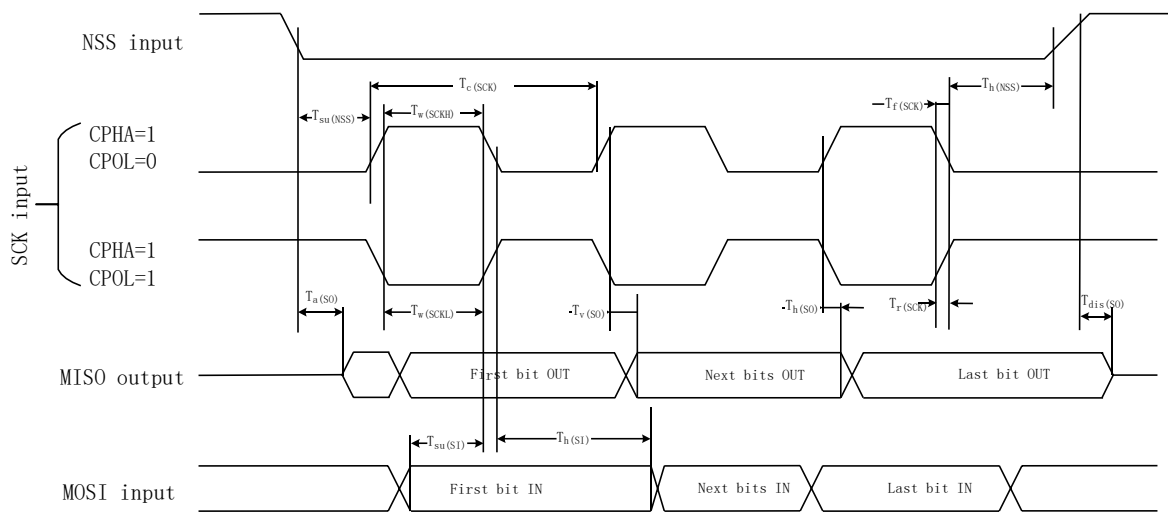 NSS input
Tc(SCK)
Th(NSS)
Tw(SCKH)
Tf(SCK)
Tsu(NSS)
SCK input
CPHA=1
CPOL=0
CPHA=1
CPOL=1
Ta(SO)
Tw(SCKL)
Tv(SO)
Th(SO)
Tr(SCK)
Tdis(SO)
MISO output
First bit OUT
Next bits OUT
Last bit OUT
Tsu(SI)
Th(SI)
MOSI input
First bit IN
Next bits IN
Last bit IN